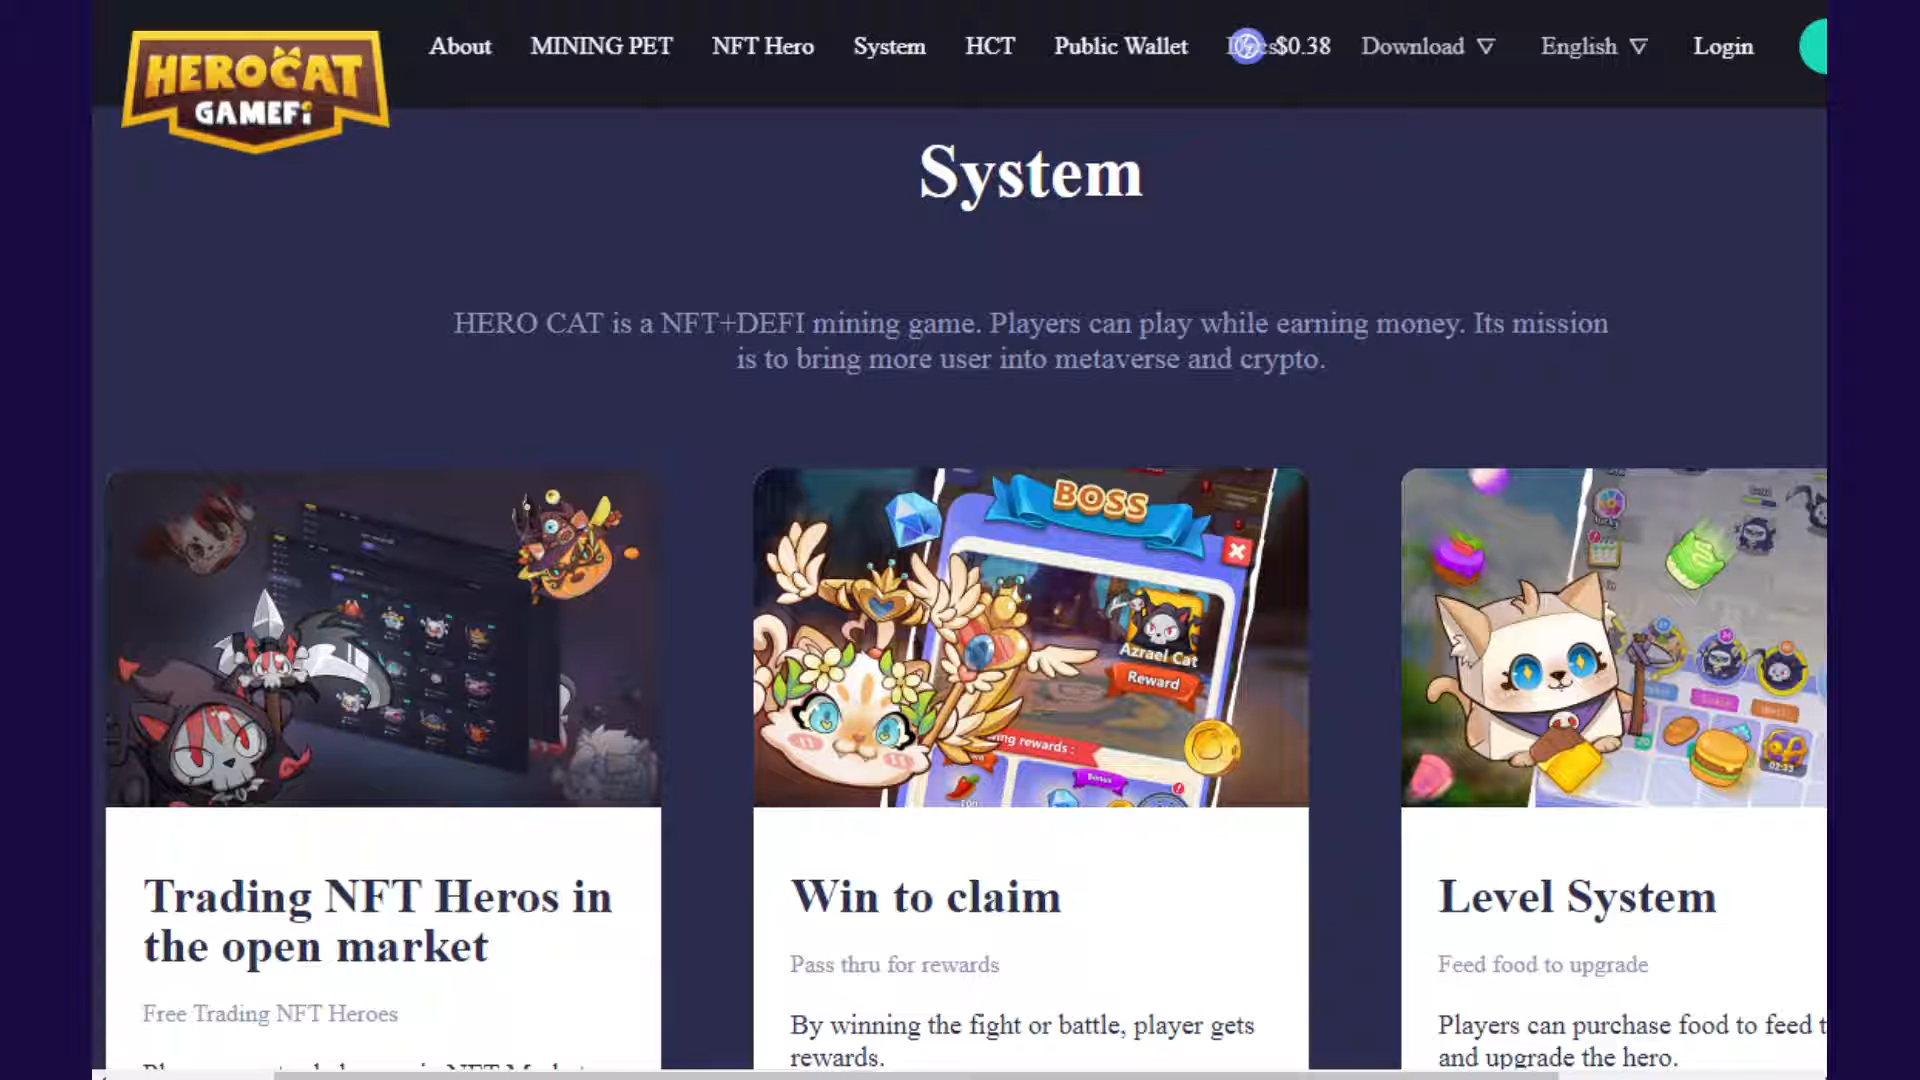 HEROCAT
GAMEFi
About MINING PET NFT Hero System HCT Public Wallet $0.38 Download English Login
System
HERO CAT is a NFT+DEFI mining game. Players can play while earning money. Its mission
is to bring more user into metaverse and crypto.
BOSS
Azrael Cat
Reward
rewards :
Bonus
02:33
Trading NFT Heros in
the open market
Free Trading NFT Heroes
Win to claim
Pass thru for rewards
By winning the fight or battle, player gets
rewards.
Level System
Feed food to upgrade
Players can purchase food to feed t
and upgrade the hero.